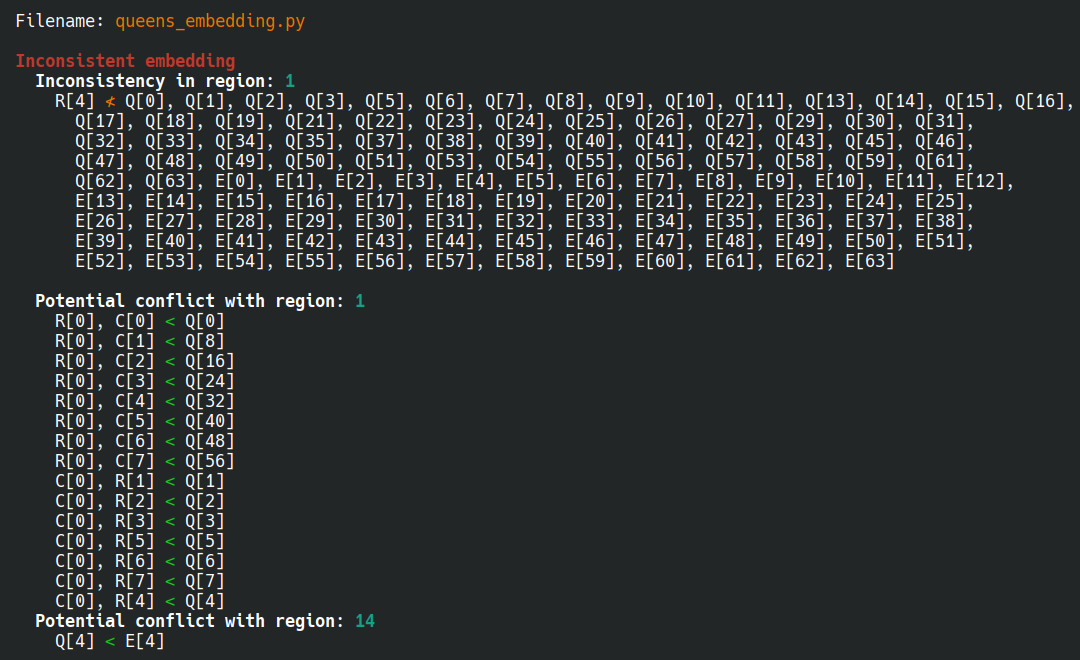 Filename: queens_embedding.py
Inconsistent embedding
Inconsistency in region: 1
R[4] ≮ Q[0], Q[1], Q[2], Q[3], Q[5], Q[6], Q[7], Q[8], Q[9], Q[10], Q[11], Q[13], Q[14], Q[15], Q[16],
Q[17], Q[18], Q[19], Q[21], Q[22], Q[23], Q[24], Q[25], Q[26], Q[27], Q[29], Q[30], Q[31],
Q[32], Q[33], Q[34], Q[35], Q[37], Q[38], Q[39], Q[40], Q[41], Q[42], Q[43], Q[45], Q[46],
Q[47], Q[48], Q[49], Q[50], Q[51], Q[53], Q[54], Q[55], Q[56], Q[57], Q[58], Q[59], Q[61],
Q[62], Q[63], E[0], E[1], E[2], E[3], E[4], E[5], E[6], E[7], E[8], E[9], E[10], E[11], E[12],
E[13], E[14], E[15], E[16], E[17], E[18], E[19], E[20], E[21], E[22], E[23], E[24], E[25],
E[26], E[27], E[28], E[29], E[30], E[31], E[32], E[33], E[34], E[35], E[36], E[37], E[38],
E[39], E[40], E[41], E[42], E[43], E[44], E[45], E[46], E[47], E[48], E[49], E[50], E[51],
E[52], E[53], E[54], E[55], E[56], E[57], E[58], E[59], E[60], E[61], E[62], E[63]
Potential conflict with region: 1
R[0], C[0] < Q[0]
R[0], C[1] < Q[8]
R[0], C[2] < Q[16]
R[0], C[3] < Q[24]
R[0], C[4] < Q[32]
R[0], C[5] < Q[40]
R[0], C[6] < Q[48]
R[0], C[7] < Q[56]
C[0], R[1] < Q[1]
C[0], R[2] < Q[2]
C[0], R[3] < Q[3]
C[0], R[5] < Q[5]
C[0], R[6] < Q[6]
C[0], R[7] < Q[7]
C[0], R[4] < Q[4]
Potential conflict with region: 14
Q[4] < E[4]